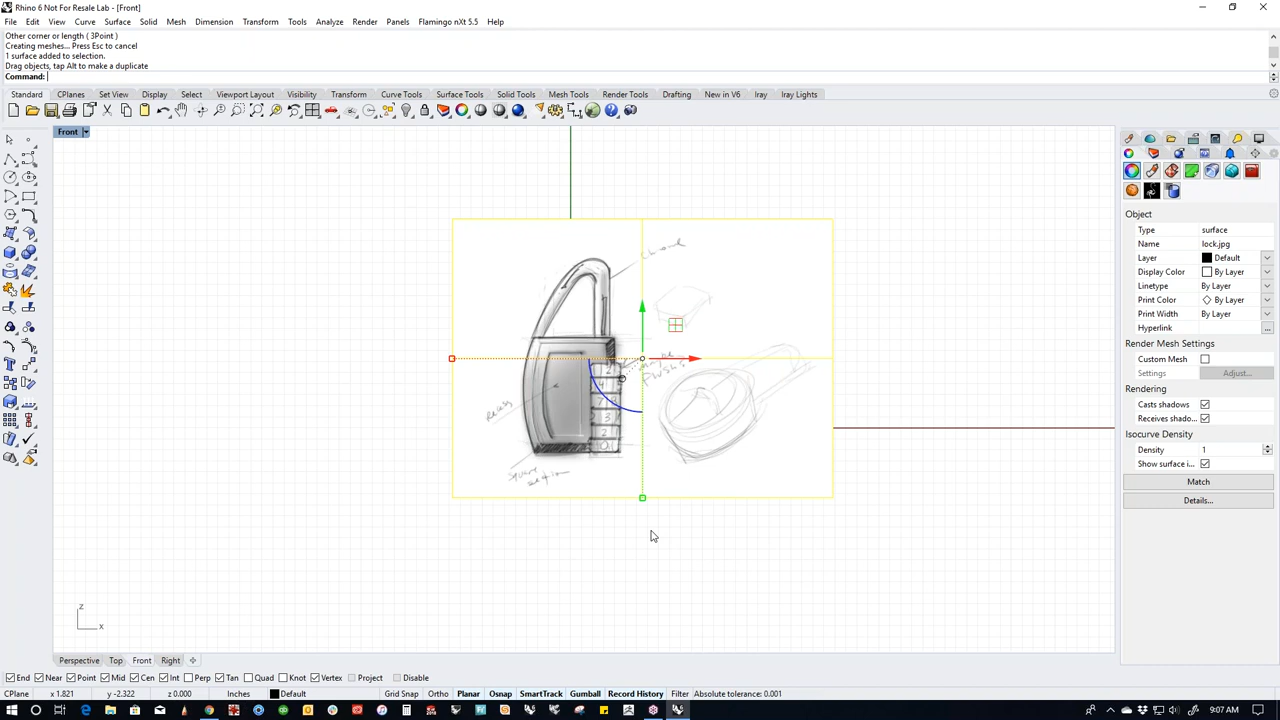 Rhino 6 Not For Resale Lab - [Front]
File Edit View Curve Surface Solid Mesh Dimension Transform Tools Analyze Render Panels Flamingo nXt 5.5 Help
Other corner or length ( 3Point )
Creating meshes... Press Esc to cancel
1 surface added to selection.
Drag objects, tap Alt to make a duplicate
Command:
Standard CPlanes Set View Display Select Viewport Layout Visibility Transform Curve Tools Surface Tools Solid Tools Mesh Tools Render Tools Drafting New in V6 Iray Iray Lights
Front
Object
Type surface
Name lock.jpg
Layer Default
Display Color By Layer
Linetype By Layer
Print Color By Layer
Print Width By Layer
Hyperlink ...
Render Mesh Settings
Custom Mesh
Settings Adjust...
Rendering
Casts shadows
Receives shado...
Isocurve Density
Density 1
Show surface i...
Match
Details...
2
4
7
3
2
0
z
x
Perspective Top Front Right
End Near Point Mid Cen Int Perp Tan Quad Knot Vertex Project Disable
CPlane x 1.821 y -2.322 z 0.000 Inches Default Grid Snap Ortho Planar Osnap SmartTrack Gumball Record History Filter Absolute tolerance: 0.001
9:07 AM